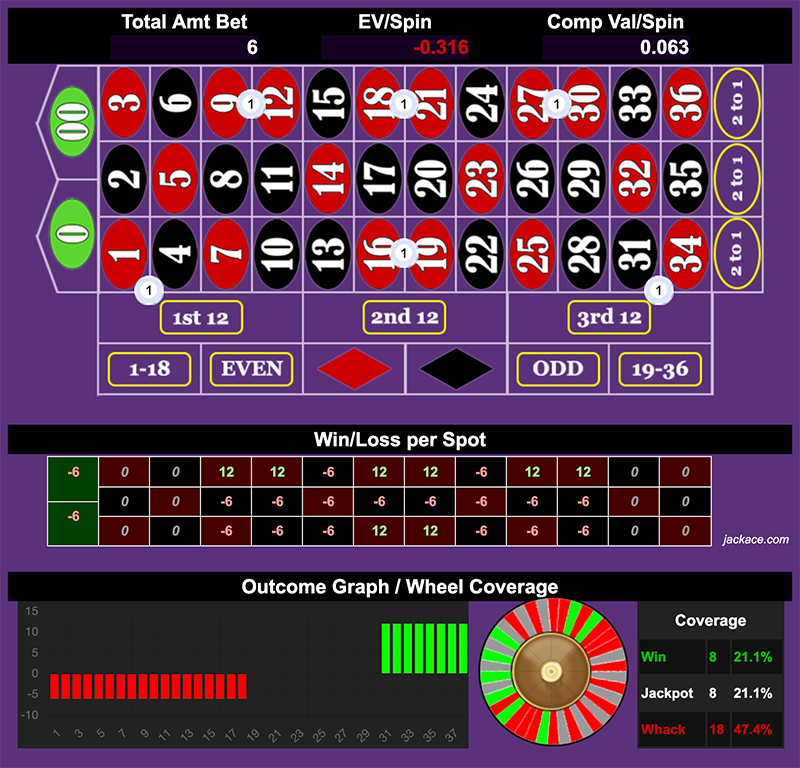 Total Amt Bet EV/Spin Comp Val/Spin
6 -0.316 0.063
00 3 6 9 1 12 15 18 1 21 24 27 1 30 33 36 2 to 1
2 5 8 11 14 17 20 23 26 29 32 35 2 to 1
0 1 4 7 10 13 16 1 19 22 25 28 31 34 2 to 1
1 1
1st 12 2nd 12 3rd 12
1-18 EVEN ODD 19-36
Win/Loss per Spot
-6 0 0 12 12 -6 12 12 -6 12 12 0 0
0 0 -6 -6 -6 -6 -6 -6 -6 -6 0 0
-6 0 0 -6 -6 -6 12 12 -6 -6 -6 0 0
jackace.com
Outcome Graph / Wheel Coverage
15
10
5
0
-5
-10
1 3 5 7 9 11 13 15 17 19 21 23 25 27 29 31 33 35 37
Coverage
Win 8 21.1%
Jackpot 8 21.1%
Whack 18 47.4%